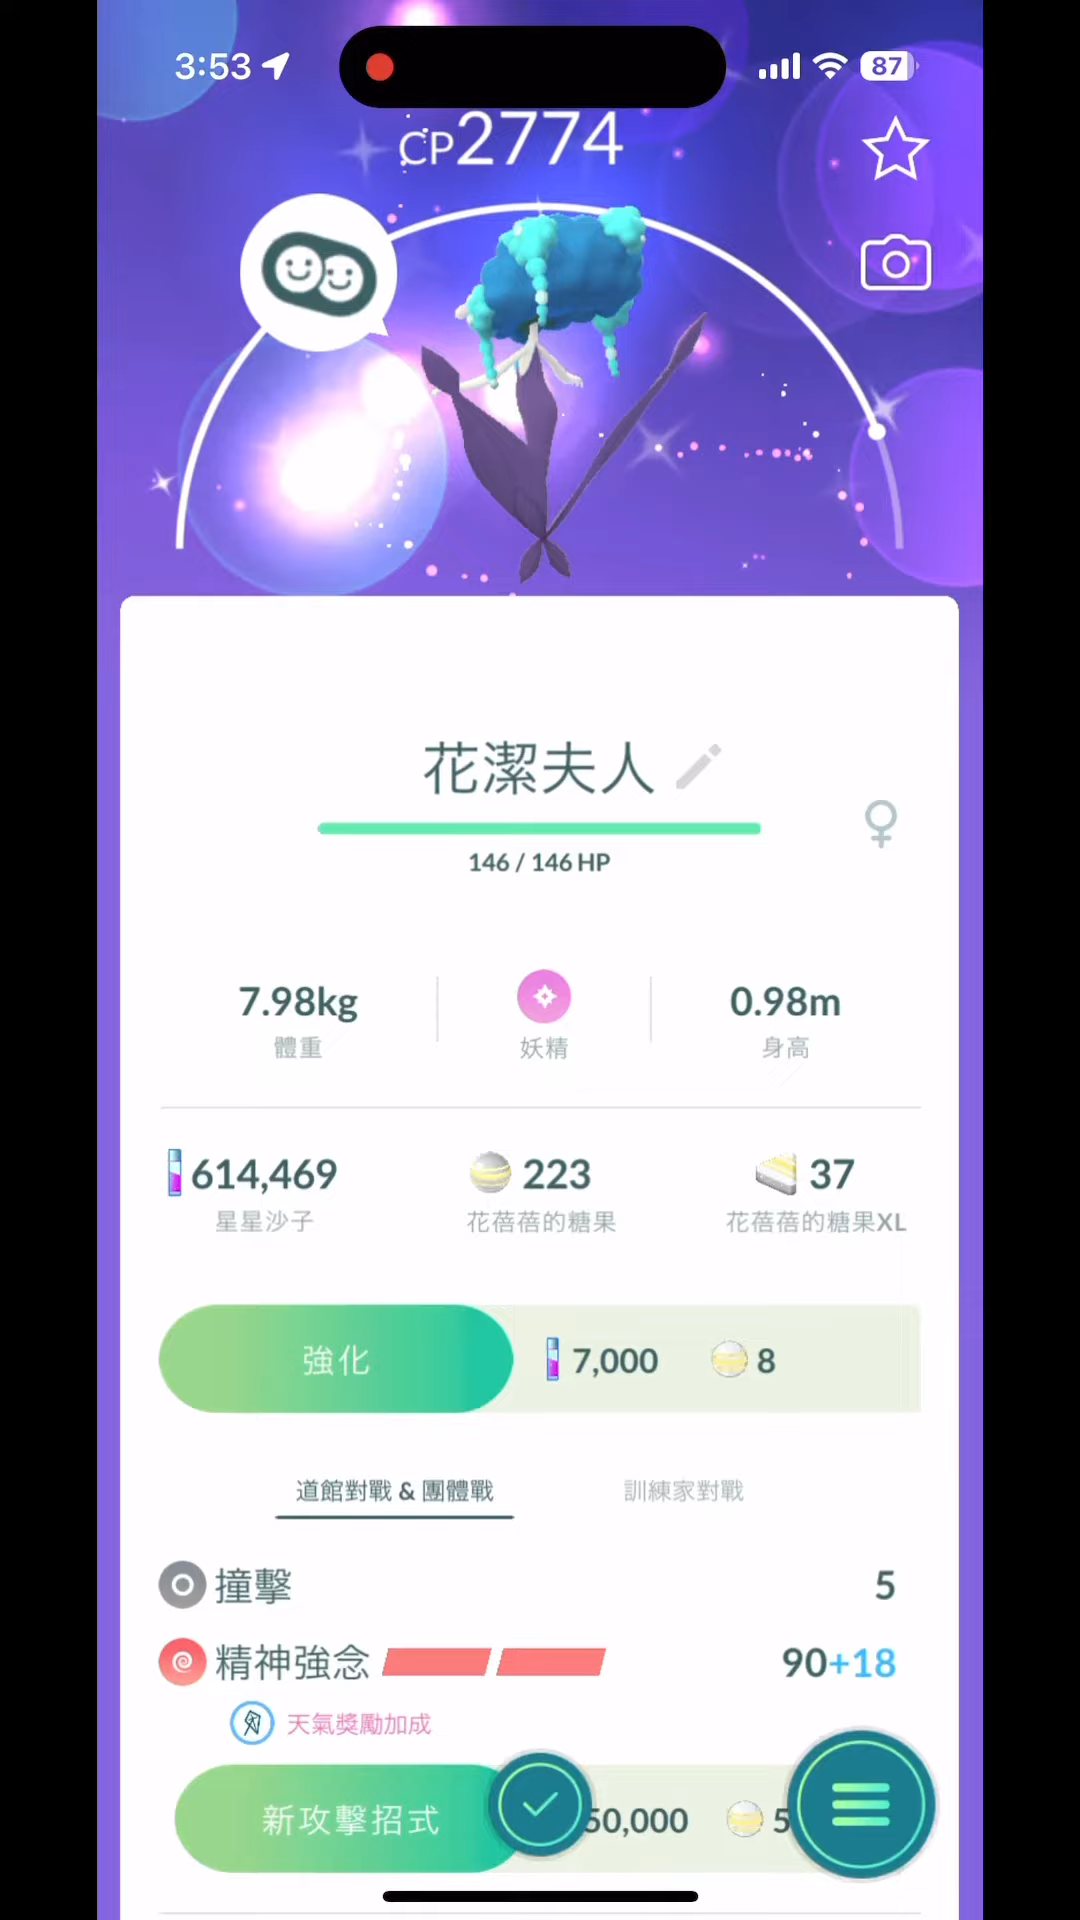 3:53
87
CP2774
花潔夫人
146 / 146 HP
7.98kg
體重
妖精
0.98m
身高
614,469
星星沙子
223
花蓓蓓的糖果
37
花蓓蓓的糖果XL
強化
7,000
8
道館對戰 & 團體戰
訓練家對戰
撞擊
5
精神強念
90+18
天氣獎勵加成
新攻擊招式
50,000
5